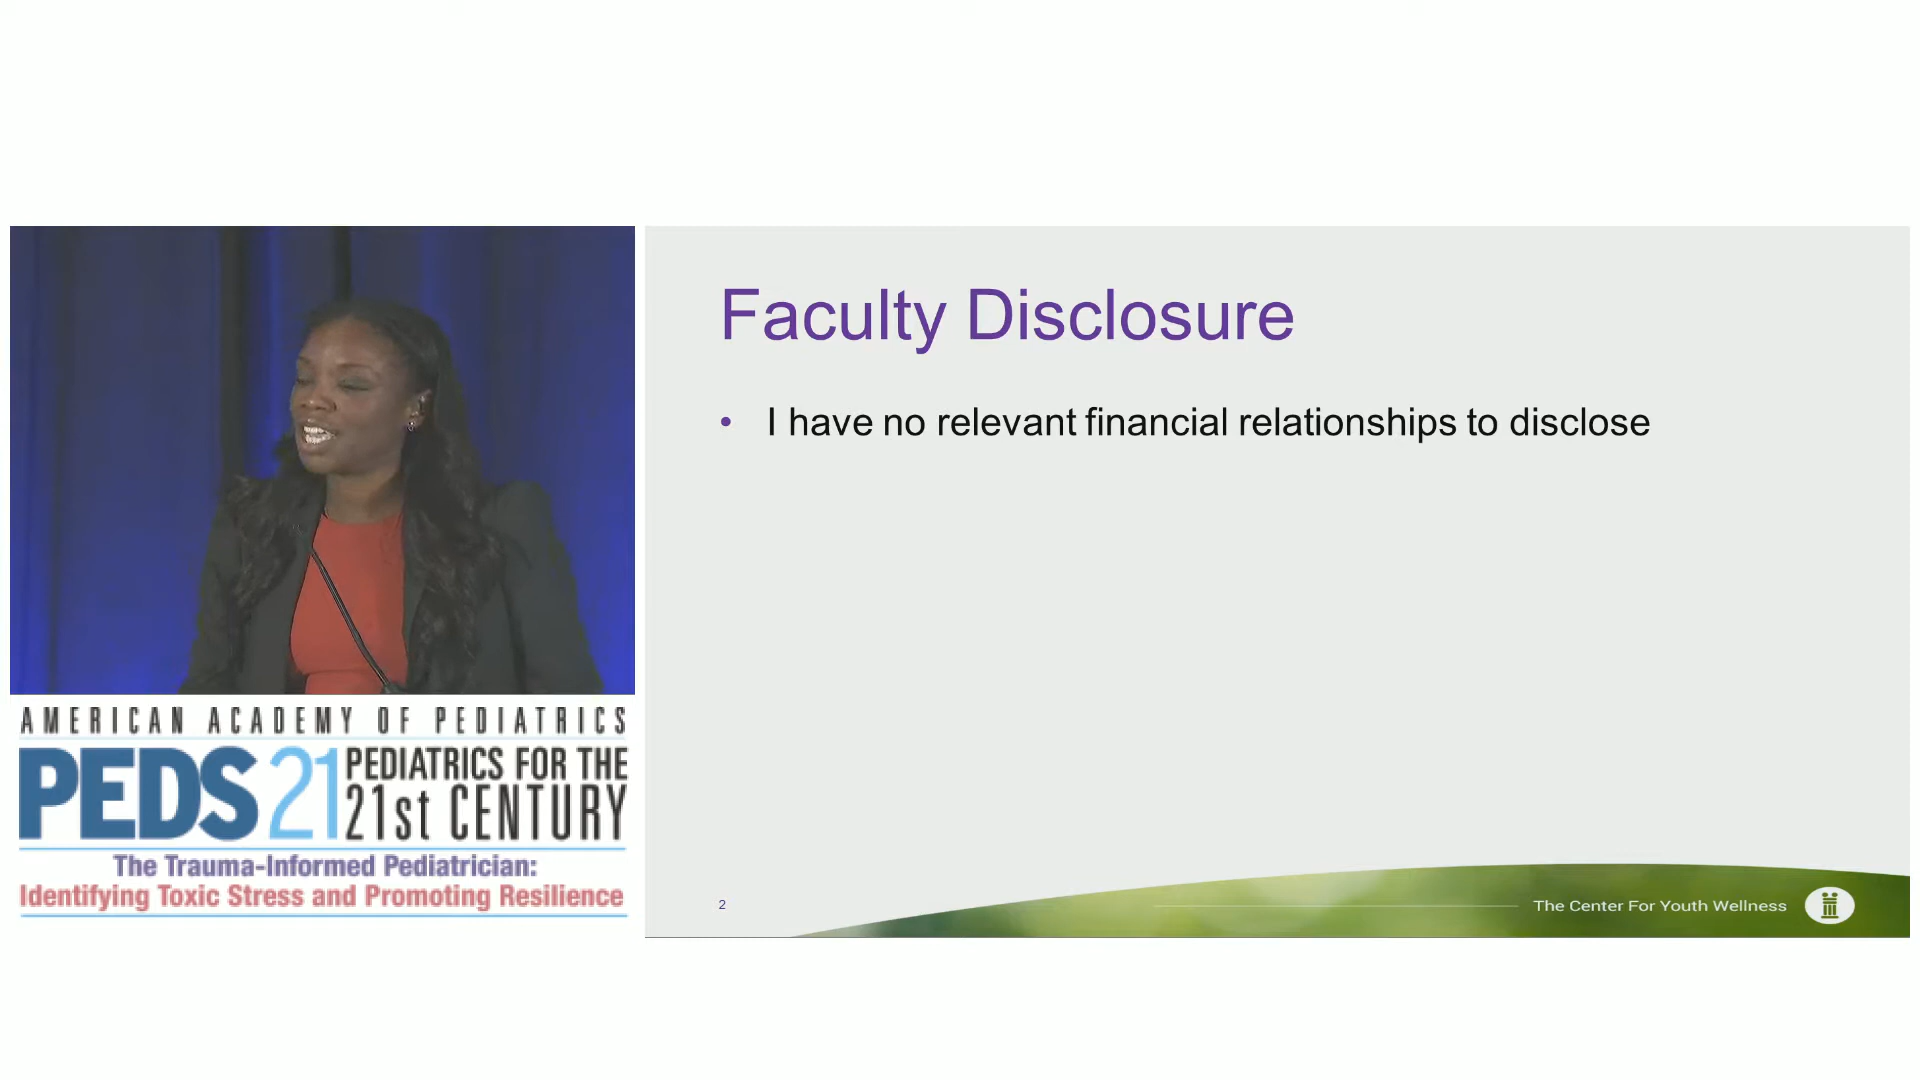 Faculty Disclosure
• I have no relevant financial relationships to disclose
2
The Center For Youth Wellness
AMERICAN ACADEMY OF PEDIATRICS
PEDS 21 PEDIATRICS FOR THE
21st CENTURY
The Trauma-Informed Pediatrician:
Identifying Toxic Stress and Promoting Resilience